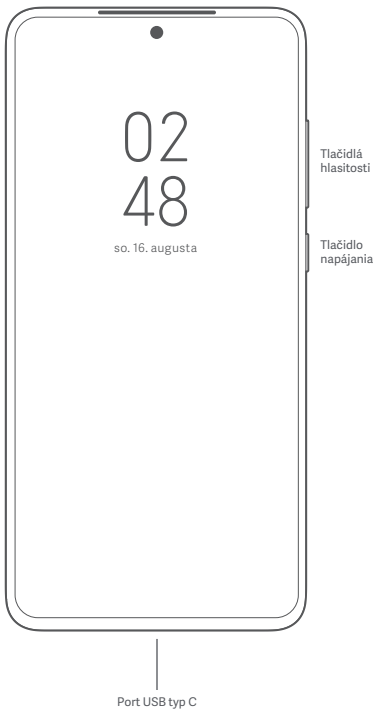 02
48
so. 16. augusta
Tlačidlá
hlasitosti
Tlačidlo
napájania
Port USB typ C